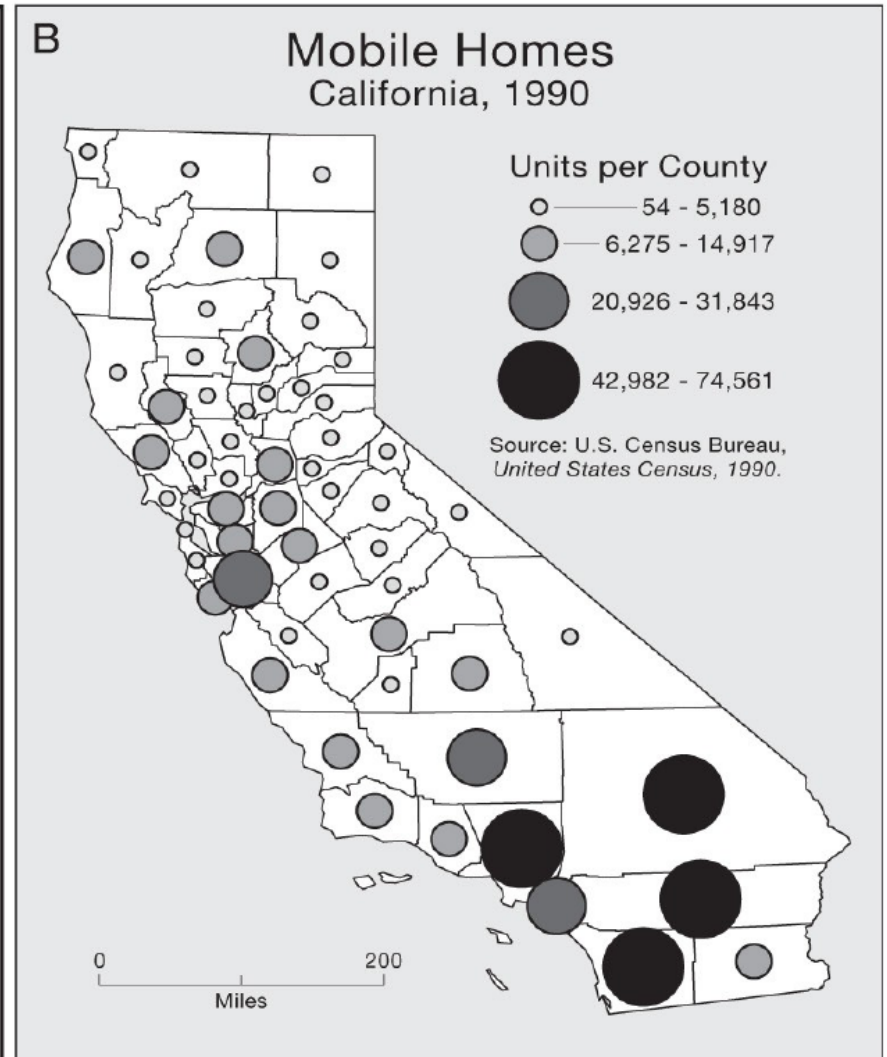 B
Mobile Homes
California, 1990
Units per County
54 - 5,180
6,275 - 14,917
20,926 - 31,843
42,982 - 74,561
Source: U.S. Census Bureau,
United States Census, 1990.
0 200
Miles